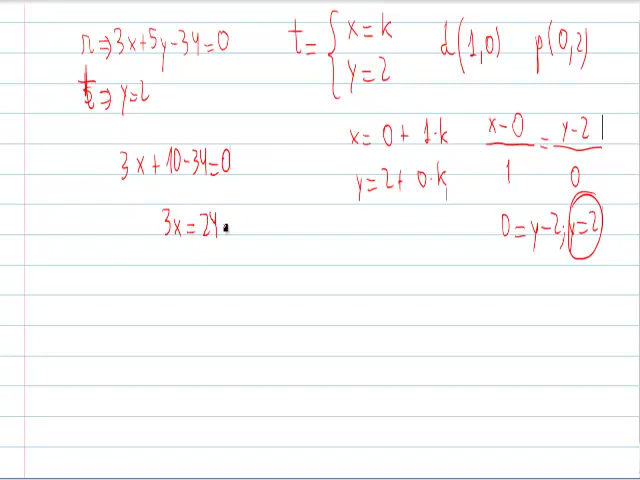 r ⇒ 3x+5y-34=0
t ⇒ y=2
3x+10-34=0
3x=24
t= { x=k
y=2
d(1,0) p(0,2)
x= 0 + 1·k
y= 2+ 0·k
x-0/1 = y-2/0
0=y-2; y=2